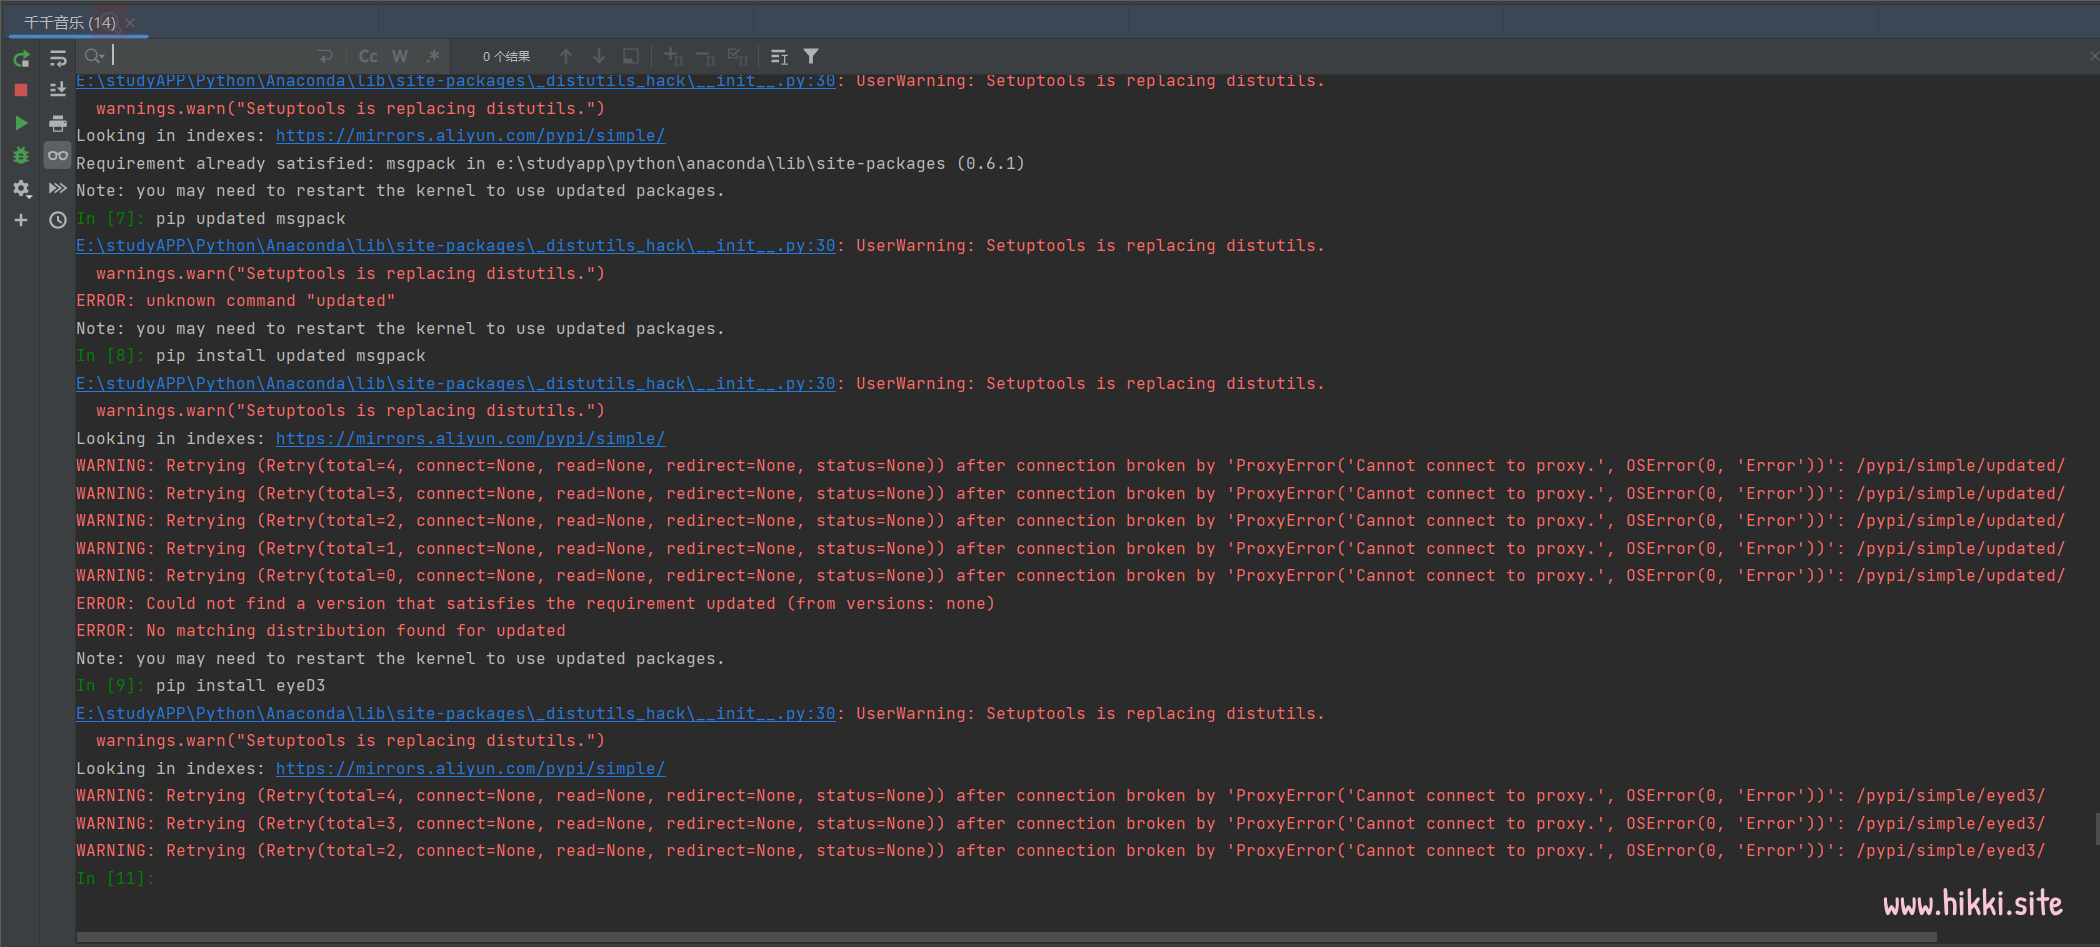 千千音乐 (14)
Cc W .* 0 个结果
E:\studyAPP\Python\Anaconda\lib\site-packages\_distutils_hack\__init__.py:30: UserWarning: Setuptools is replacing distutils.
  warnings.warn("Setuptools is replacing distutils.")
Looking in indexes: https://mirrors.aliyun.com/pypi/simple/
Requirement already satisfied: msgpack in e:\studyapp\python\anaconda\lib\site-packages (0.6.1)
Note: you may need to restart the kernel to use updated packages.
In [7]: pip updated msgpack
E:\studyAPP\Python\Anaconda\lib\site-packages\_distutils_hack\__init__.py:30: UserWarning: Setuptools is replacing distutils.
  warnings.warn("Setuptools is replacing distutils.")
ERROR: unknown command "updated"
Note: you may need to restart the kernel to use updated packages.
In [8]: pip install updated msgpack
E:\studyAPP\Python\Anaconda\lib\site-packages\_distutils_hack\__init__.py:30: UserWarning: Setuptools is replacing distutils.
  warnings.warn("Setuptools is replacing distutils.")
Looking in indexes: https://mirrors.aliyun.com/pypi/simple/
WARNING: Retrying (Retry(total=4, connect=None, read=None, redirect=None, status=None)) after connection broken by 'ProxyError('Cannot connect to proxy.', OSError(0, 'Error'))': /pypi/simple/updated/
WARNING: Retrying (Retry(total=3, connect=None, read=None, redirect=None, status=None)) after connection broken by 'ProxyError('Cannot connect to proxy.', OSError(0, 'Error'))': /pypi/simple/updated/
WARNING: Retrying (Retry(total=2, connect=None, read=None, redirect=None, status=None)) after connection broken by 'ProxyError('Cannot connect to proxy.', OSError(0, 'Error'))': /pypi/simple/updated/
WARNING: Retrying (Retry(total=1, connect=None, read=None, redirect=None, status=None)) after connection broken by 'ProxyError('Cannot connect to proxy.', OSError(0, 'Error'))': /pypi/simple/updated/
WARNING: Retrying (Retry(total=0, connect=None, read=None, redirect=None, status=None)) after connection broken by 'ProxyError('Cannot connect to proxy.', OSError(0, 'Error'))': /pypi/simple/updated/
ERROR: Could not find a version that satisfies the requirement updated (from versions: none)
ERROR: No matching distribution found for updated
Note: you may need to restart the kernel to use updated packages.
In [9]: pip install eyeD3
E:\studyAPP\Python\Anaconda\lib\site-packages\_distutils_hack\__init__.py:30: UserWarning: Setuptools is replacing distutils.
  warnings.warn("Setuptools is replacing distutils.")
Looking in indexes: https://mirrors.aliyun.com/pypi/simple/
WARNING: Retrying (Retry(total=4, connect=None, read=None, redirect=None, status=None)) after connection broken by 'ProxyError('Cannot connect to proxy.', OSError(0, 'Error'))': /pypi/simple/eyed3/
WARNING: Retrying (Retry(total=3, connect=None, read=None, redirect=None, status=None)) after connection broken by 'ProxyError('Cannot connect to proxy.', OSError(0, 'Error'))': /pypi/simple/eyed3/
WARNING: Retrying (Retry(total=2, connect=None, read=None, redirect=None, status=None)) after connection broken by 'ProxyError('Cannot connect to proxy.', OSError(0, 'Error'))': /pypi/simple/eyed3/
In [11]:
www.hikki.site